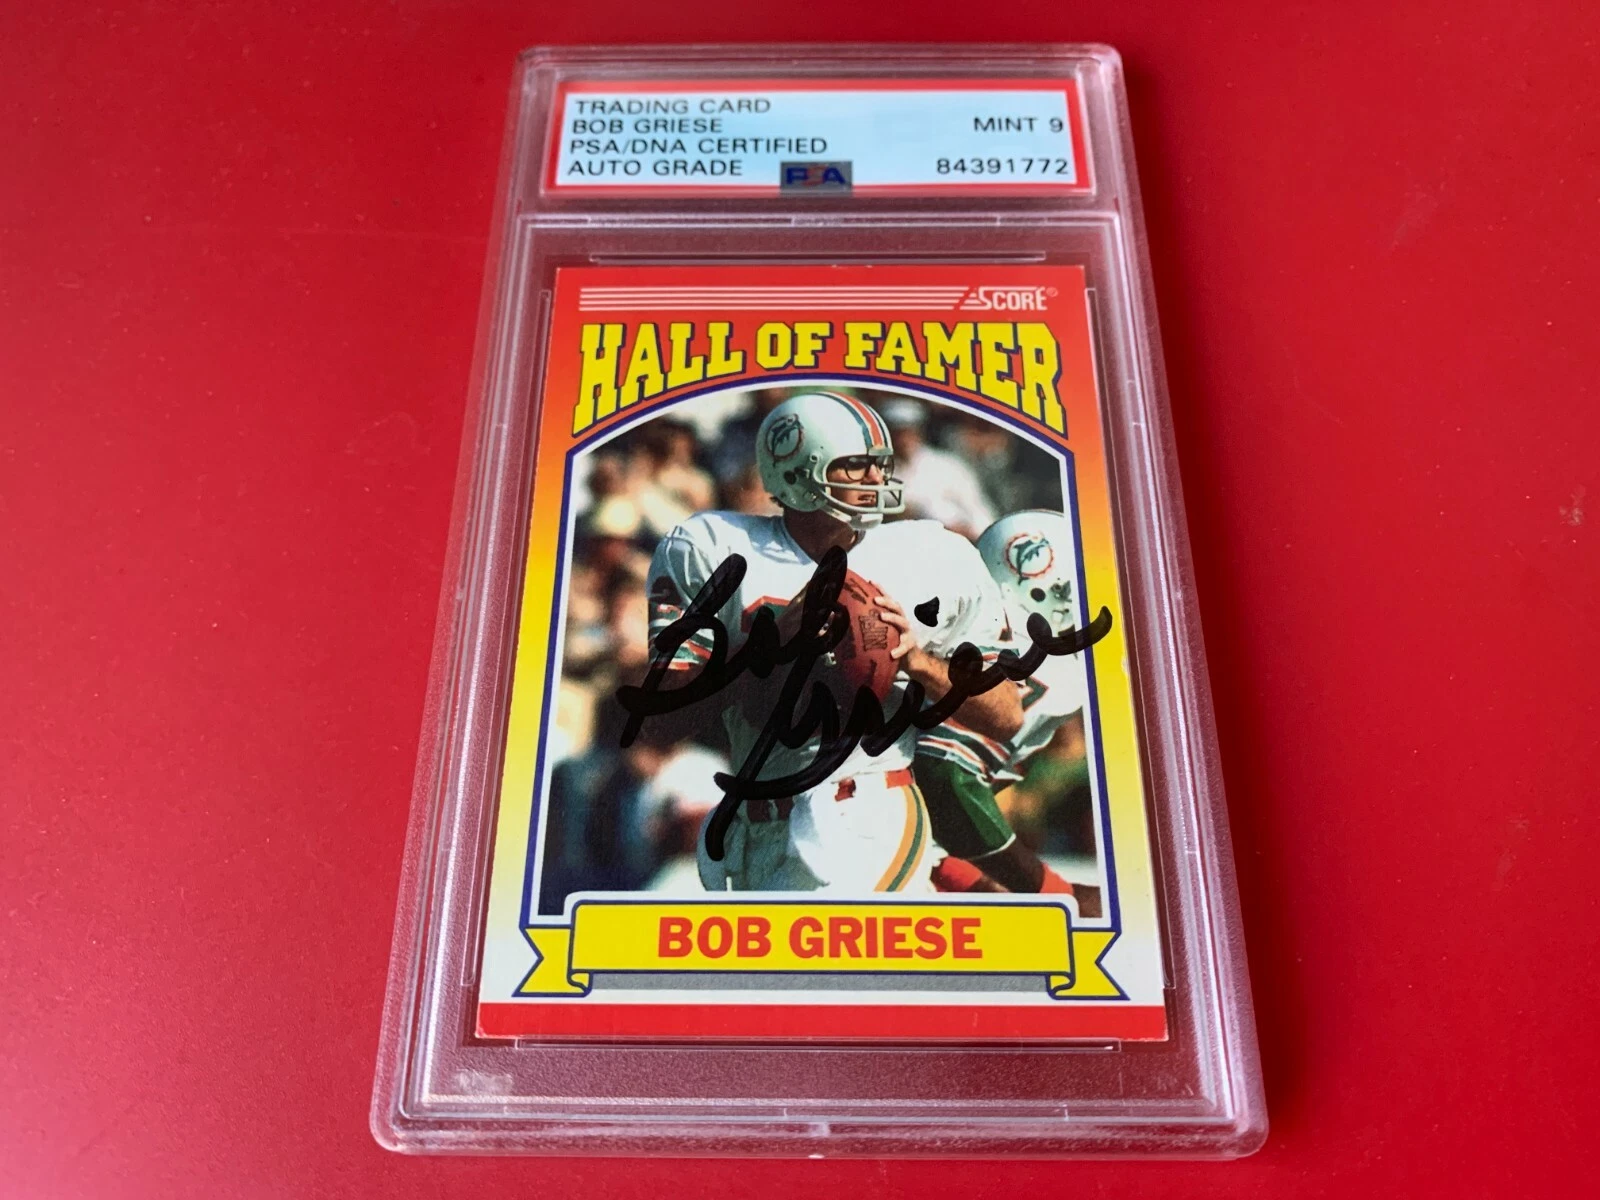 TRADING CARD
BOB GRIESE
PSA/DNA CERTIFIED
AUTO GRADE
MINT 9
84391772
PSA
SCORE®
HALL OF FAMER
NFL
Bob Griese
BOB GRIESE